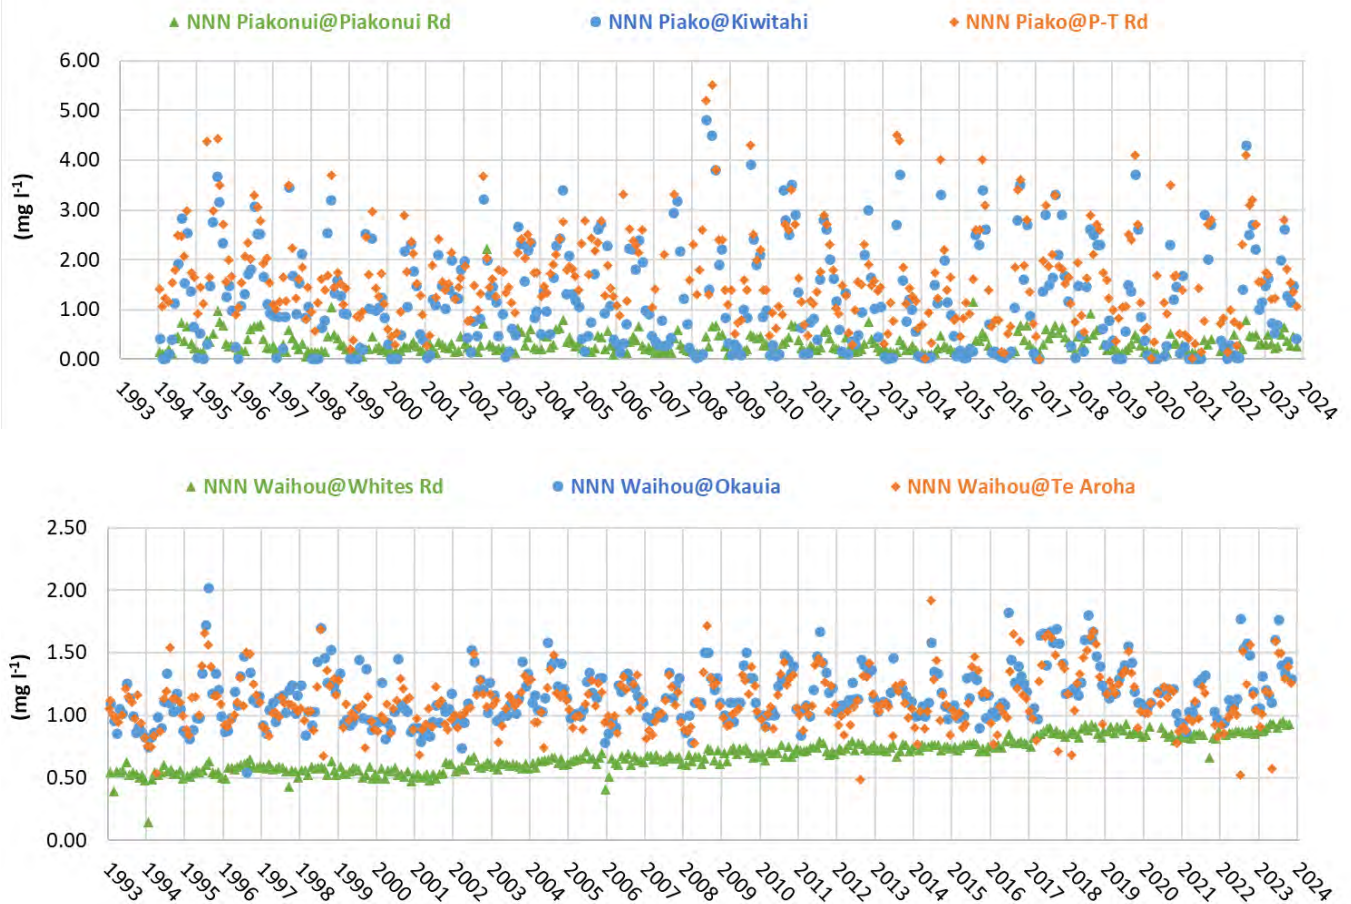 NNN Piakonui@Piakonui Rd NNN Piako@Kiwitahi NNN Piako@P-T Rd
6.00
5.00
4.00
3.00
2.00
1.00
0.00
(mg l-1)
1993 1994 1995 1996 1997 1998 1999 2000 2001 2002 2003 2004 2005 2006 2007 2008 2009 2010 2011 2012 2013 2014 2015 2016 2017 2018 2019 2020 2021 2022 2023 2024
NNN Waihou@Whites Rd NNN Waihou@Okauia NNN Waihou@Te Aroha
2.50
2.00
1.50
1.00
0.50
0.00
(mg l-1)
1993 1994 1995 1996 1997 1998 1999 2000 2001 2002 2003 2004 2005 2006 2007 2008 2009 2010 2011 2012 2013 2014 2015 2016 2017 2018 2019 2020 2021 2022 2023 2024